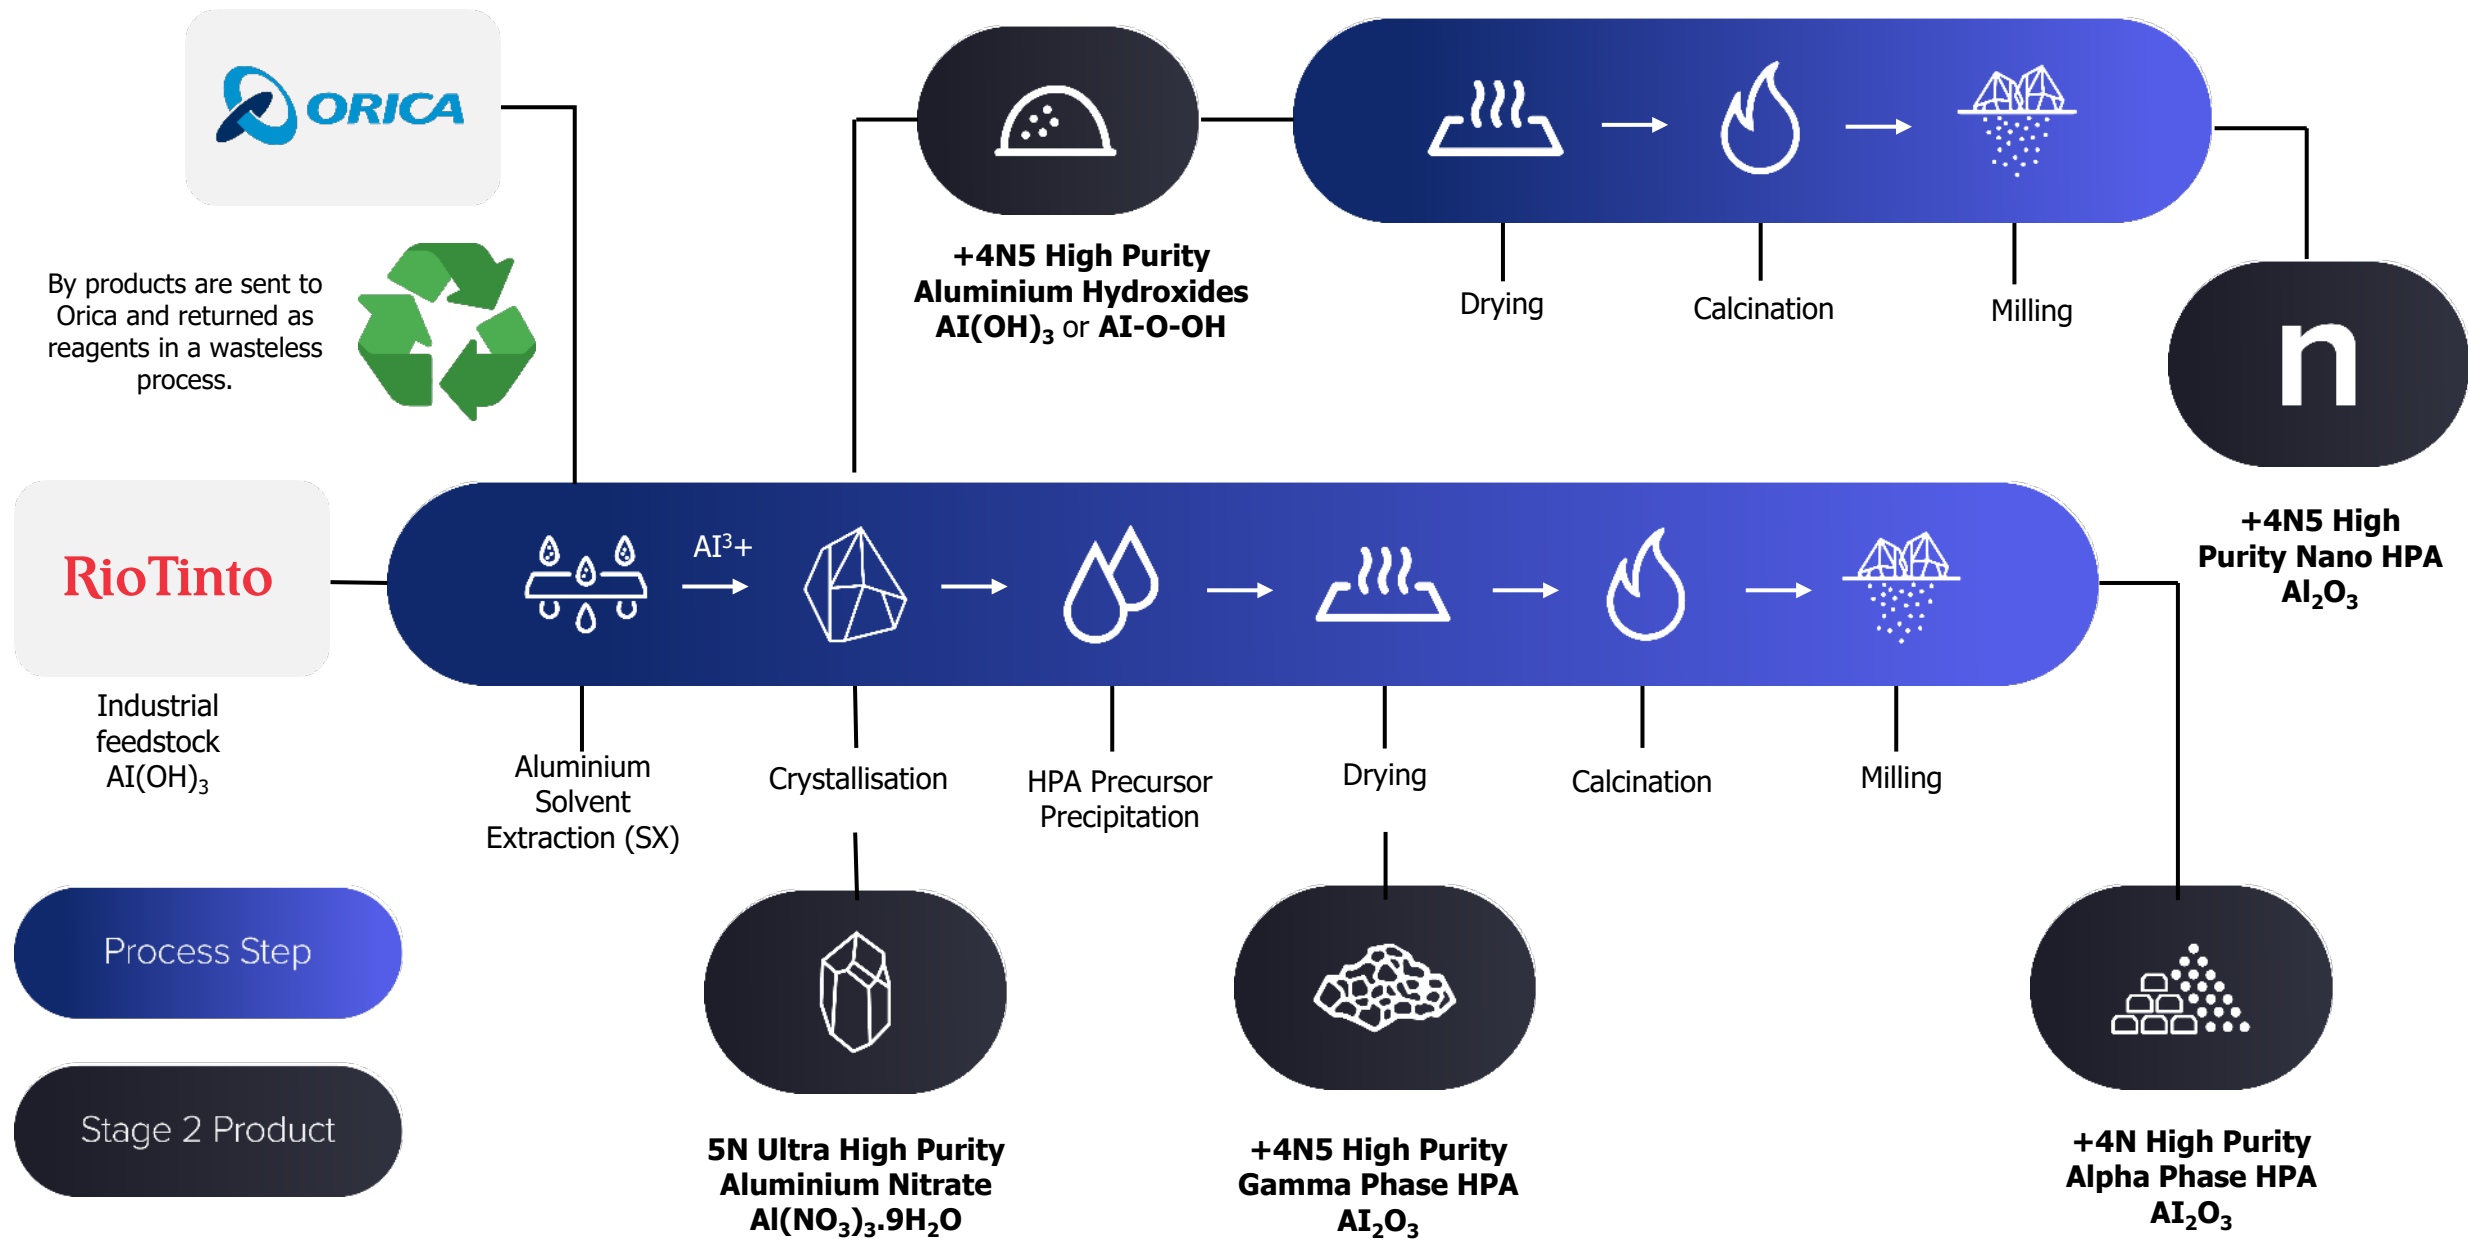 ORICA
By products are sent to
Orica and returned as
reagents in a wasteless
process.
+4N5 High Purity
Aluminium Hydroxides
AI(OH)₃ or AI-O-OH
Drying
Calcination
Milling
n
+4N5 High
Purity Nano HPA
Al₂O₃
RioTinto
Industrial
feedstock
AI(OH)₃
AI³+
Aluminium
Solvent
Extraction (SX)
Crystallisation
HPA Precursor
Precipitation
Drying
Calcination
Milling
Process Step
Stage 2 Product
5N Ultra High Purity
Aluminium Nitrate
Al(NO₃)₃.9H₂O
+4N5 High Purity
Gamma Phase HPA
AI₂O₃
+4N High Purity
Alpha Phase HPA
AI₂O₃